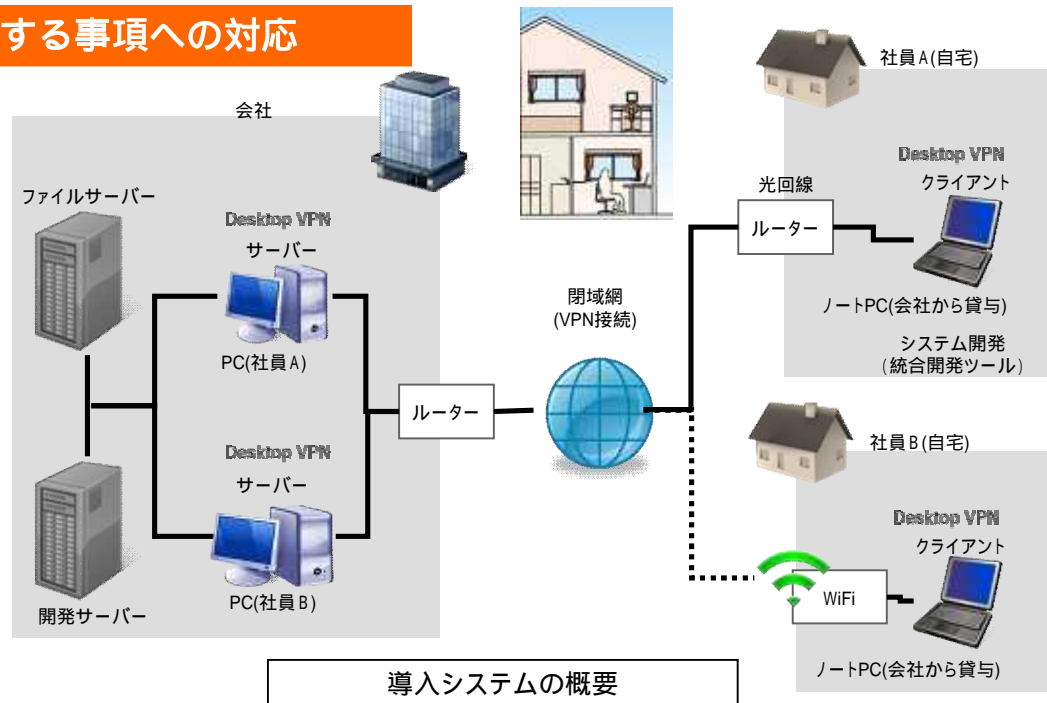 する事項への対応
会社
ファイルサーバー
Desktop VPN
サーバー
PC(社員A)
ルーター
Desktop VPN
サーバー
PC(社員B)
開発サーバー
閉域網
(VPN接続)
社員A(自宅)
Desktop VPN
クライアント
光回線
ルーター
ノートPC(会社から貸与)
システム開発
(統合開発ツール)
社員B(自宅)
Desktop VPN
クライアント
WiFi
ノートPC(会社から貸与)
導入システムの概要